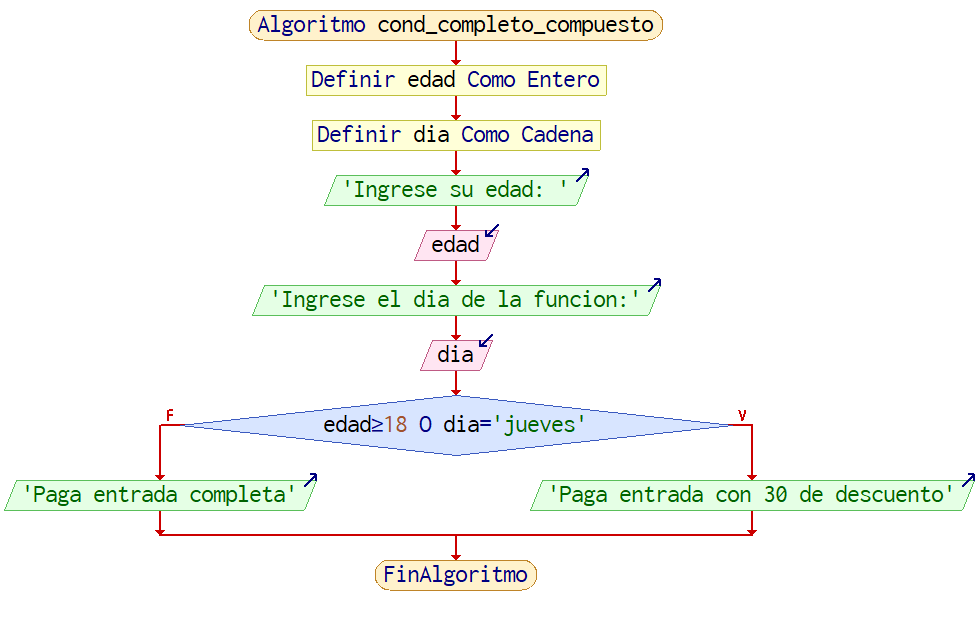 Algoritmo cond_completo_compuesto
Definir edad Como Entero
Definir dia Como Cadena
'Ingrese su edad: '
edad
'Ingrese el dia de la funcion:'
dia
F
V
edad≥18 O dia='jueves'
'Paga entrada completa'
'Paga entrada con 30 de descuento'
FinAlgoritmo